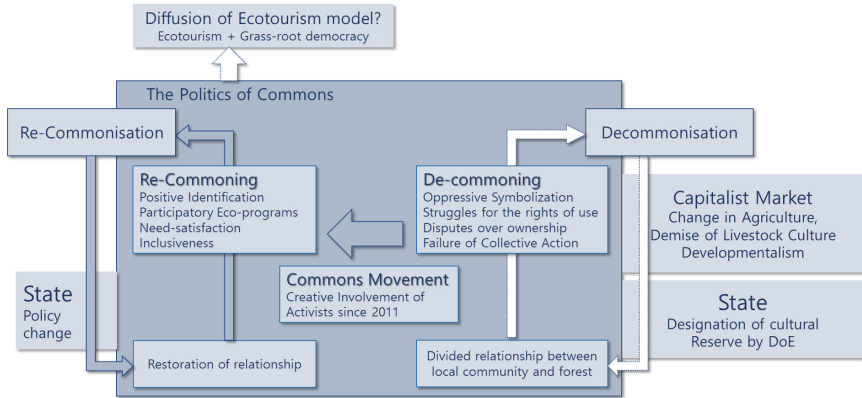 Diffusion of Ecotourism model?
Ecotourism + Grass-root democracy
The Politics of Commons
Re-Commonisation
Decommonisation
Re-Commoning
Positive Identification
Participatory Eco-programs
Need-satisfaction
Inclusiveness
De-commoning
Oppressive Symbolization
Struggles for the rights of use
Disputes over ownership
Failure of Collective Action
Capitalist Market
Change in Agriculture,
Demise of Livestock Culture
Developmentalism
Commons Movement
Creative Involvement of
Activists since 2011
State
Policy
change
State
Designation of cultural
Reserve by DoE
Restoration of relationship
Divided relationship between
local community and forest